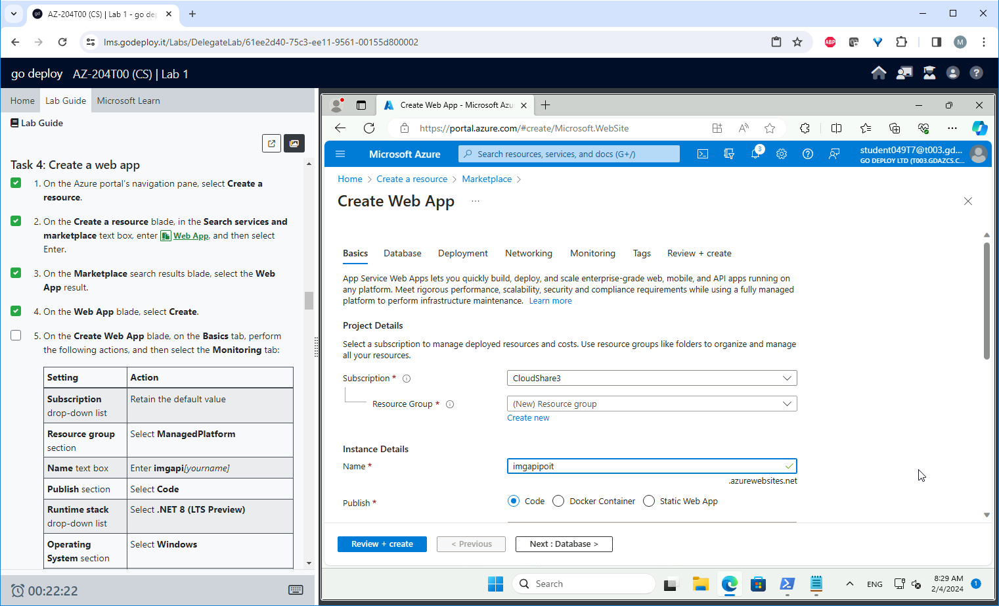 AZ-204T00 (CS) | Lab 1 - go de
lms.godeploy.it/Labs/DelegateLab/61ee2d40-75c3-ee11-9561-00155d800002
ABP
M
go deploy AZ-204T00 (CS) | Lab 1
Home Lab Guide Microsoft Learn
Lab Guide
Task 4: Create a web app
1. On the Azure portal's navigation pane, select Create a
resource.
2. On the Create a resource blade, in the Search services and
marketplace text box, enter Web App, and then select
Enter.
3. On the Marketplace search results blade, select the Web
App result.
4. On the Web App blade, select Create.
5. On the Create Web App blade, on the Basics tab, perform
the following actions, and then select the Monitoring tab:
Setting Action
Subscription Retain the default value
drop-down list
Resource group Select ManagedPlatform
section
Name text box Enter imgapi[yourname]
Publish section Select Code
Runtime stack Select .NET 8 (LTS Preview)
drop-down list
Operating Select Windows
System section
00:22:22
Create Web App - Microsoft Azu
https://portal.azure.com/#create/Microsoft.WebSite
Microsoft Azure
Search resources, services, and docs (G+/)
3
student049T7@t003.gd...
GO DEPLOY LTD (T003.GDAZCS.C...
Home > Create a resource > Marketplace >
Create Web App ...
Basics Database Deployment Networking Monitoring Tags Review + create
App Service Web Apps lets you quickly build, deploy, and scale enterprise-grade web, mobile, and API apps running on
any platform. Meet rigorous performance, scalability, security and compliance requirements while using a fully managed
platform to perform infrastructure maintenance. Learn more
Project Details
Select a subscription to manage deployed resources and costs. Use resource groups like folders to organize and manage
all your resources.
Subscription * CloudShare3
Resource Group * (New) Resource group
Create new
Instance Details
Name * imgapipoit
.azurewebsites.net
Publish * Code Docker Container Static Web App
Review + create < Previous Next : Database >
Search
ENG
8:29 AM
2/4/2024
1